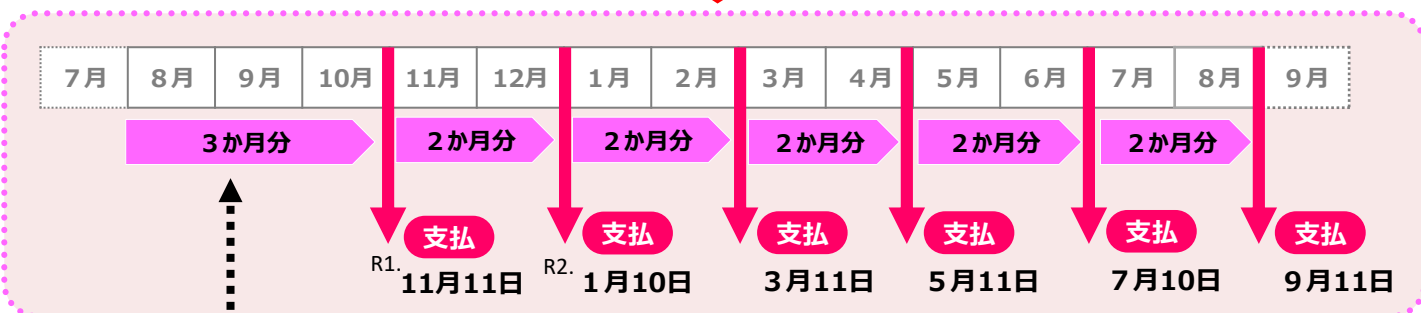 7月 8月 9月 10月 11月 12月 1月 2月 3月 4月 5月 6月 7月 8月 9月
3か月分 2か月分 2か月分 2か月分 2か月分 2か月分
支払 支払 支払 支払 支払 支払
R1.11月11日 R2.1月10日 3月11日 5月11日 7月10日 9月11日